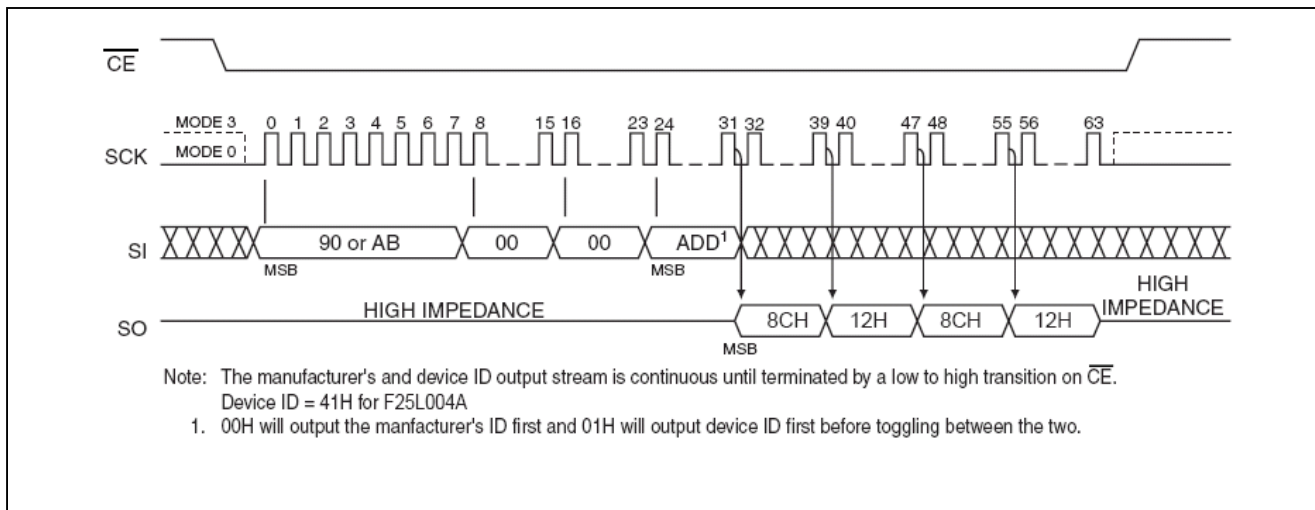 CE
MODE 3
0 1 2 3 4 5 6 7 8 15 16 23 24 31 32 39 40 47 48 55 56 63
SCK
MODE 0
SI
90 or AB 00 00 ADD1
MSB MSB
HIGH IMPEDANCE
HIGH IMPEDANCE
SO
8CH 12H 8CH 12H
MSB
Note: The manufacturer's and device ID output stream is continuous until terminated by a low to high transition on CE.
Device ID = 41H for F25L004A
1. 00H will output the manfacturer's ID first and 01H will output device ID first before toggling between the two.